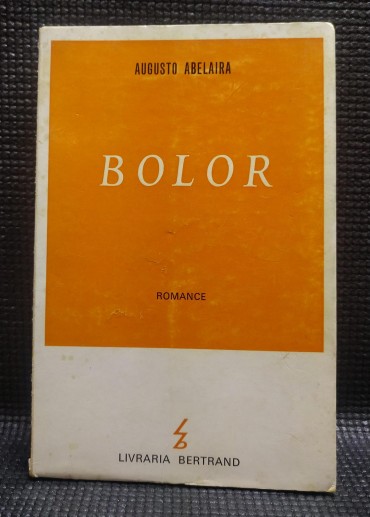 AUGUSTO ABELAIRA
BOLOR
ROMANCE
LIVRARIA BERTRAND